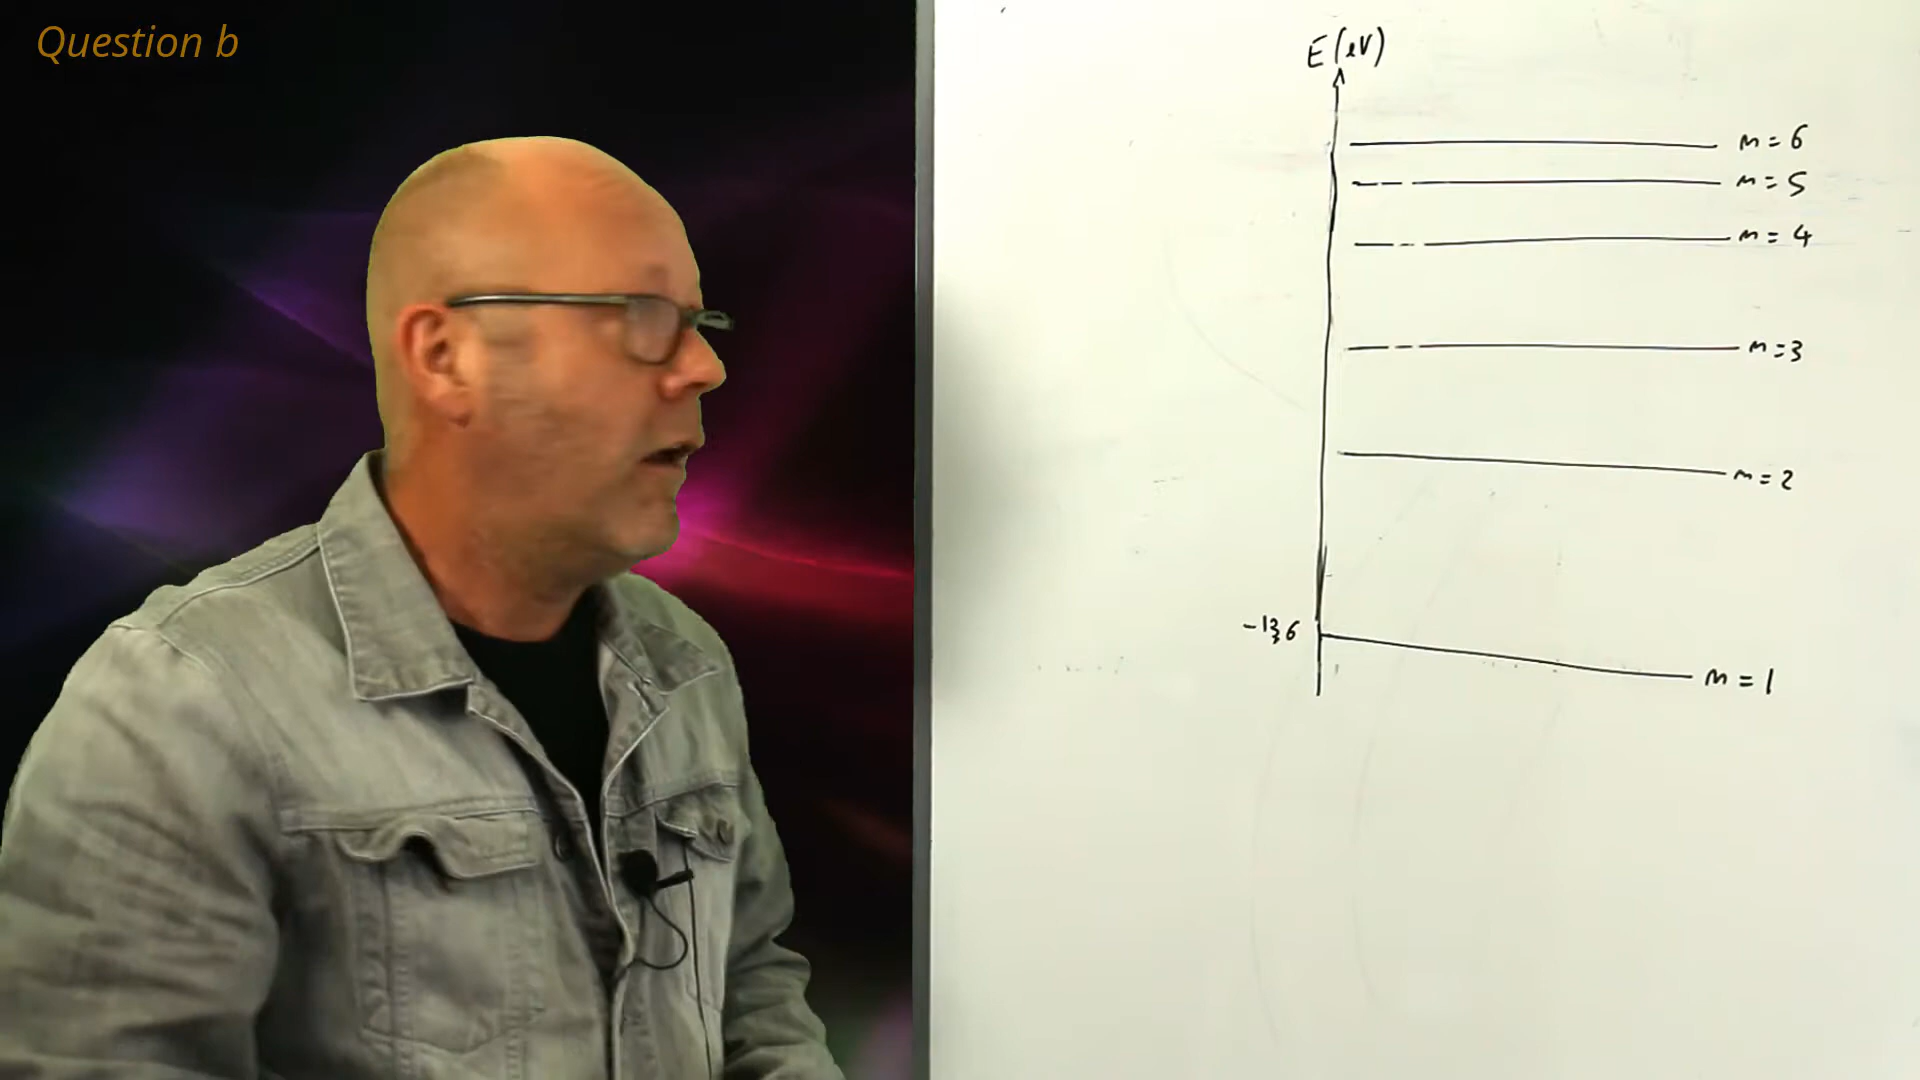 Question b
E (eV)
n = 6
n = 5
n = 4
n = 3
n = 2
-13,6
n = 1